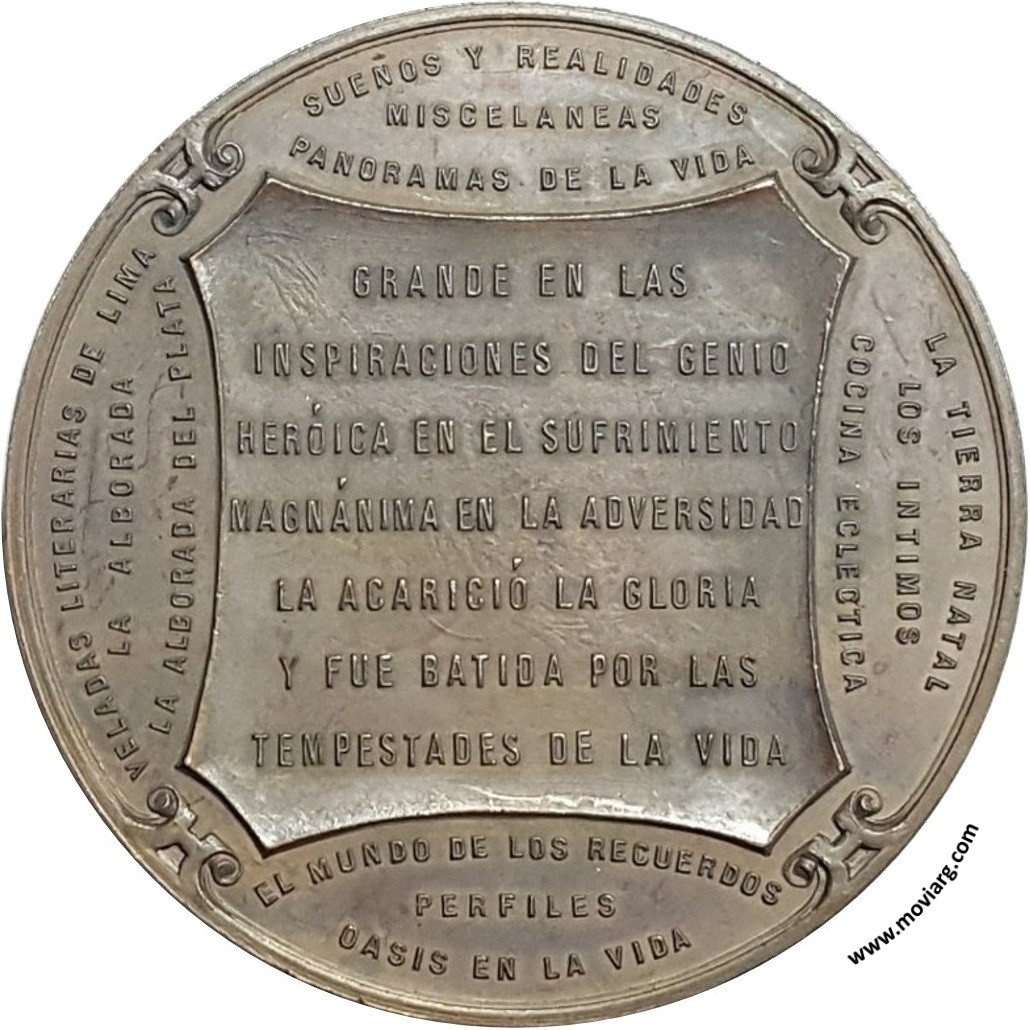 SUEÑOS Y REALIDADES
MISCELANEAS
PANORAMAS DE LA VIDA
VELADAS LITERARIAS DE LIMA
LA ALBORADA
LA ALBORADA DEL PLATA
GRANDE EN LAS
INSPIRACIONES DEL GENIO
HERÓICA EN EL SUFRIMIENTO
MAGNÁNIMA EN LA ADVERSIDAD
LA ACARICIÓ LA GLORIA
Y FUE BATIDA POR LAS
TEMPESTADES DE LA VIDA
LA TIERRA NATAL
LOS INTIMOS
COCINA ECLECTICA
EL MUNDO DE LOS RECUERDOS
PERFILES
OASIS EN LA VIDA
www.moviarg.com